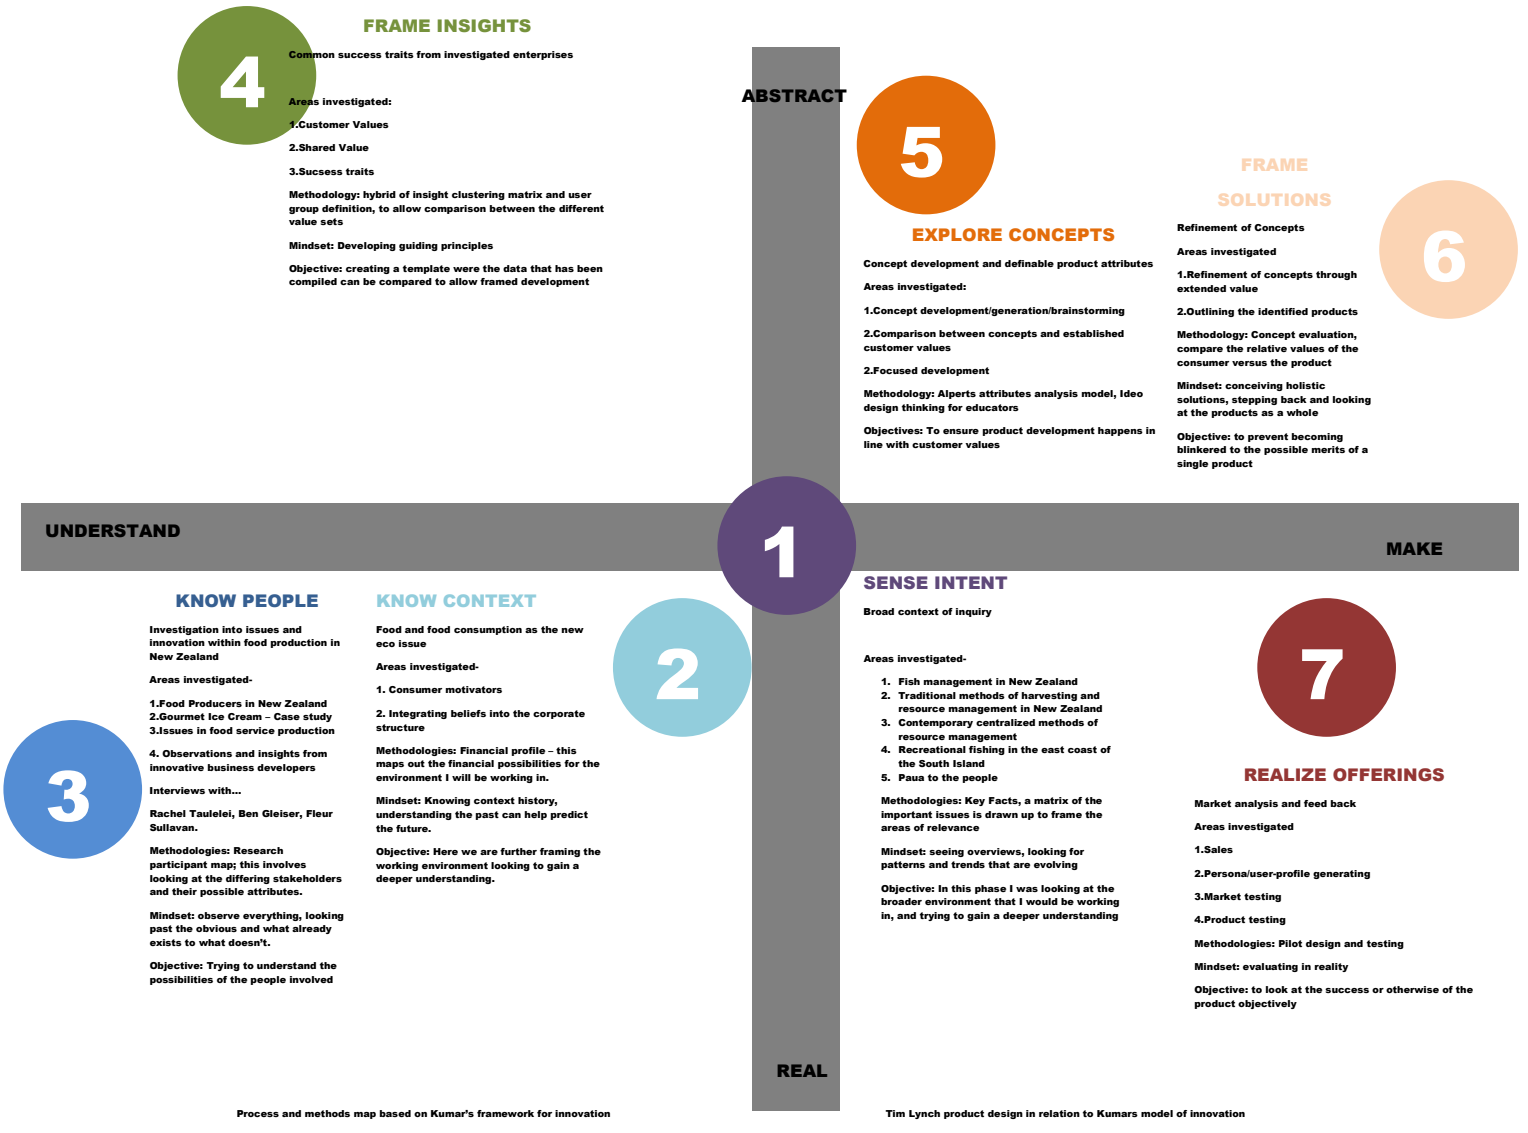 4
FRAME INSIGHTS
Common success traits from investigated enterprises
Areas investigated:
1.Customer Values
2.Shared Value
3.Sucsess traits
Methodology: hybrid of insight clustering matrix and user
group definition, to allow comparison between the different
value sets
Mindset: Developing guiding principles
Objective: creating a template were the data that has been
compiled can be compared to allow framed development
ABSTRACT
5
EXPLORE CONCEPTS
Concept development and definable product attributes
Areas investigated:
1.Concept development/generation/brainstorming
2.Comparison between concepts and established
customer values
2.Focused development
Methodology: Alperts attributes analysis model, Ideo
design thinking for educators
Objectives: To ensure product development happens in
line with customer values
FRAME
SOLUTIONS
6
Refinement of Concepts
Areas investigated
1.Refinement of concepts through
extended value
2.Outlining the identified products
Methodology: Concept evaluation,
compare the relative values of the
consumer versus the product
Mindset: conceiving holistic
solutions, stepping back and looking
at the products as a whole
Objective: to prevent becoming
blinkered to the possible merits of a
single product
UNDERSTAND
1
MAKE
KNOW PEOPLE
Investigation into issues and
innovation within food production in
New Zealand
Areas investigated-
1.Food Producers in New Zealand
2.Gourmet Ice Cream – Case study
3.Issues in food service production
4. Observations and insights from
innovative business developers
Interviews with...
Rachel Taulelei, Ben Gleiser, Fleur
Sullavan.
Methodologies: Research
participant map; this involves
looking at the differing stakeholders
and their possible attributes.
Mindset: observe everything, looking
past the obvious and what already
exists to what doesn't.
Objective: Trying to understand the
possibilities of the people involved
3
KNOW CONTEXT
Food and food consumption as the new
eco issue
Areas investigated-
1. Consumer motivators
2. Integrating beliefs into the corporate
structure
Methodologies: Financial profile – this
maps out the financial possibilities for the
environment I will be working in.
Mindset: Knowing context history,
understanding the past can help predict
the future.
Objective: Here we are further framing the
working environment looking to gain a
deeper understanding.
2
SENSE INTENT
Broad context of inquiry
Areas investigated-
1. Fish management in New Zealand
2. Traditional methods of harvesting and
resource management in New Zealand
3. Contemporary centralized methods of
resource management
4. Recreational fishing in the east coast of
the South Island
5. Paua to the people
Methodologies: Key Facts, a matrix of the
important issues is drawn up to frame the
areas of relevance
Mindset: seeing overviews, looking for
patterns and trends that are evolving
Objective: In this phase I was looking at the
broader environment that I would be working
in, and trying to gain a deeper understanding
7
REALIZE OFFERINGS
Market analysis and feed back
Areas investigated
1.Sales
2.Persona/user-profile generating
3.Market testing
4.Product testing
Methodologies: Pilot design and testing
Mindset: evaluating in reality
Objective: to look at the success or otherwise of the
product objectively
REAL
Process and methods map based on Kumar's framework for innovation
Tim Lynch product design in relation to Kumars model of innovation